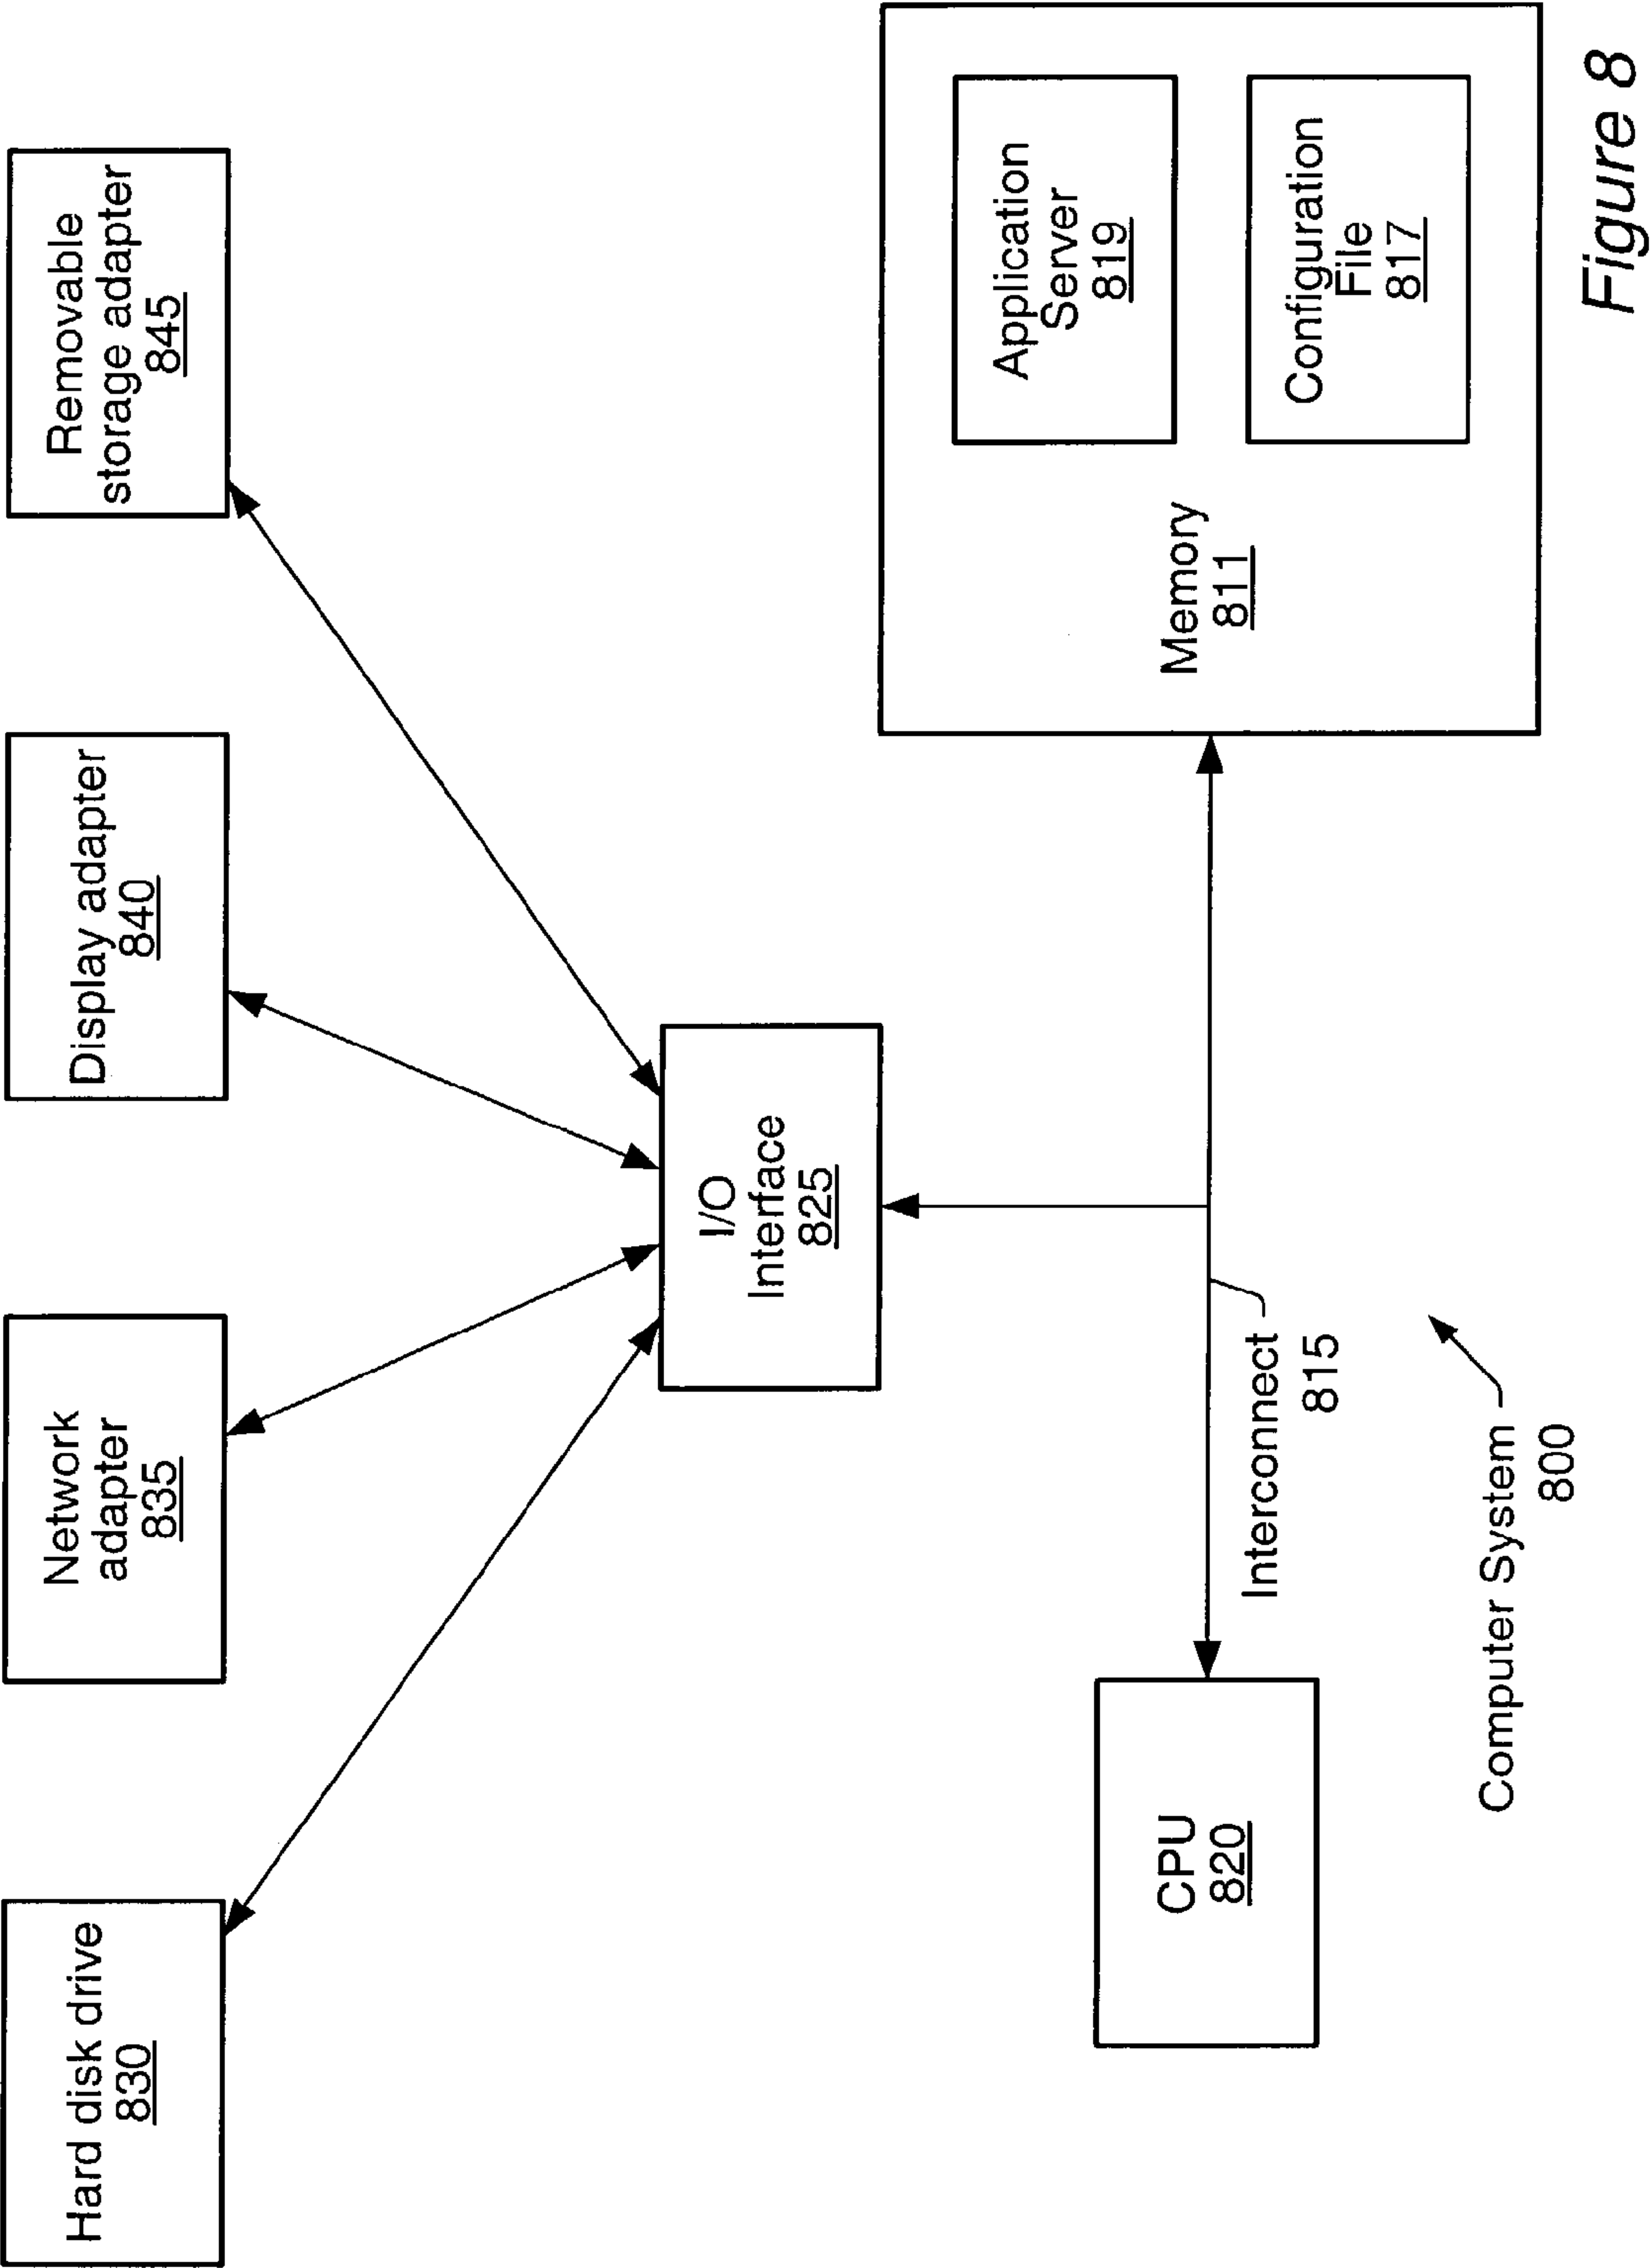 Hard disk drive
830
Network
adapter
835
Display adapter
840
Removable
storage adapter
845
I/O
Interface
825
CPU
820
Interconnect
815
Memory
811
Application
Server
819
Configuration
File
817
Computer System
800
Figure 8